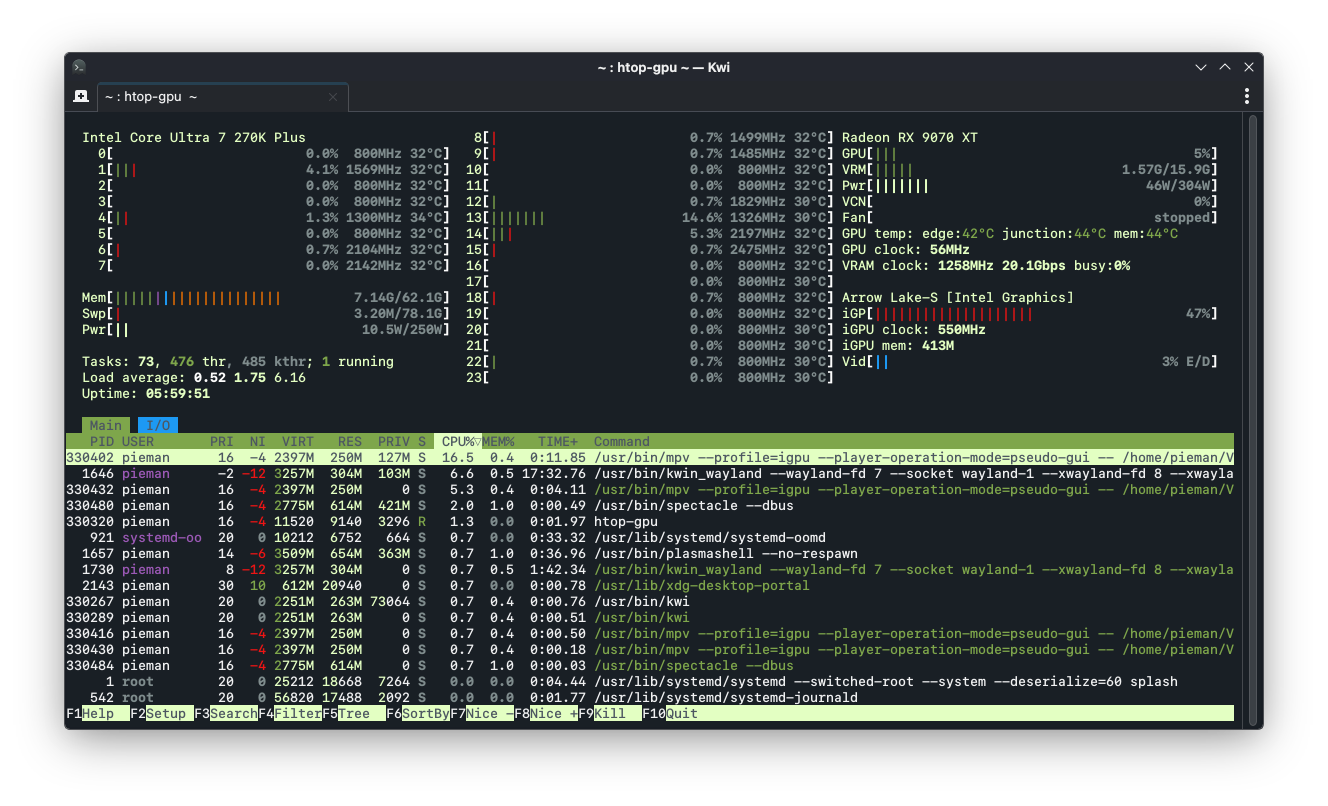 ~ : htop-gpu ~ — Kwi
~ : htop-gpu ~
Intel Core Ultra 7 270K Plus
0[ 0.0% 800MHz 32°C]
1[||| 4.1% 1569MHz 32°C]
2[ 0.0% 800MHz 32°C]
3[ 0.0% 800MHz 32°C]
4[|| 1.3% 1300MHz 34°C]
5[ 0.0% 800MHz 32°C]
6[| 0.7% 2104MHz 32°C]
7[ 0.0% 2142MHz 32°C]
Mem[||||||||||||||||||||| 7.14G/62.1G]
Swp[| 3.20M/78.1G]
Pwr[|| 10.5W/250W]
Tasks: 73, 476 thr, 485 kthr; 1 running
Load average: 0.52 1.75 6.16
Uptime: 05:59:51
8[| 0.7% 1499MHz 32°C]
9[| 0.7% 1485MHz 32°C]
10[ 0.0% 800MHz 32°C]
11[ 0.0% 800MHz 32°C]
12[| 0.7% 1829MHz 30°C]
13[||||||| 14.6% 1326MHz 30°C]
14[||| 5.3% 2197MHz 32°C]
15[| 0.7% 2475MHz 32°C]
16[ 0.0% 800MHz 32°C]
17[ 0.0% 800MHz 30°C]
18[| 0.7% 800MHz 32°C]
19[ 0.0% 800MHz 32°C]
20[ 0.0% 800MHz 30°C]
21[ 0.0% 800MHz 30°C]
22[| 0.7% 800MHz 30°C]
23[ 0.0% 800MHz 30°C]
Radeon RX 9070 XT
GPU[||| 5%]
VRM[||||| 1.57G/15.9G]
Pwr[||||||| 46W/304W]
VCN[ 0%]
Fan[ stopped]
GPU temp: edge:42°C junction:44°C mem:44°C
GPU clock: 56MHz
VRAM clock: 1258MHz 20.1Gbps busy:0%
Arrow Lake-S [Intel Graphics]
iGP[|||||||||||||||||||| 47%]
iGPU clock: 550MHz
iGPU mem: 413M
Vid[|| 3% E/D]
Main I/O
PID USER PRI NI VIRT RES PRIV S CPU%▽MEM% TIME+ Command
330402 pieman 16 -4 2397M 250M 127M S 16.5 0.4 0:11.85 /usr/bin/mpv --profile=igpu --player-operation-mode=pseudo-gui -- /home/pieman/V
1646 pieman -2 -12 3257M 304M 103M S 6.6 0.5 17:32.76 /usr/bin/kwin_wayland --wayland-fd 7 --socket wayland-1 --xwayland-fd 8 --xwayla
330432 pieman 16 -4 2397M 250M 0 S 5.3 0.4 0:04.11 /usr/bin/mpv --profile=igpu --player-operation-mode=pseudo-gui -- /home/pieman/V
330480 pieman 16 -4 2775M 614M 421M S 2.0 1.0 0:00.49 /usr/bin/spectacle --dbus
330320 pieman 16 -4 11520 9140 3296 R 1.3 0.0 0:01.97 htop-gpu
921 systemd-oo 20 0 10212 6752 664 S 0.7 0.0 0:33.32 /usr/lib/systemd/systemd-oomd
1657 pieman 14 -6 3509M 654M 363M S 0.7 1.0 0:36.96 /usr/bin/plasmashell --no-respawn
1730 pieman 8 -12 3257M 304M 0 S 0.7 0.5 1:42.34 /usr/bin/kwin_wayland --wayland-fd 7 --socket wayland-1 --xwayland-fd 8 --xwayla
2143 pieman 30 10 612M 20940 0 S 0.7 0.0 0:00.78 /usr/lib/xdg-desktop-portal
330267 pieman 20 0 2251M 263M 73064 S 0.7 0.4 0:00.76 /usr/bin/kwi
330289 pieman 20 0 2251M 263M 0 S 0.7 0.4 0:00.51 /usr/bin/kwi
330416 pieman 16 -4 2397M 250M 0 S 0.7 0.4 0:00.50 /usr/bin/mpv --profile=igpu --player-operation-mode=pseudo-gui -- /home/pieman/V
330430 pieman 16 -4 2397M 250M 0 S 0.7 0.4 0:00.18 /usr/bin/mpv --profile=igpu --player-operation-mode=pseudo-gui -- /home/pieman/V
330484 pieman 16 -4 2775M 614M 0 S 0.7 1.0 0:00.03 /usr/bin/spectacle --dbus
1 root 20 0 25212 18668 7264 S 0.0 0.0 0:04.44 /usr/lib/systemd/systemd --switched-root --system --deserialize=60 splash
542 root 20 0 56820 17488 2092 S 0.0 0.0 0:01.77 /usr/lib/systemd/systemd-journald
F1Help F2Setup F3SearchF4FilterF5Tree F6SortByF7Nice -F8Nice +F9Kill F10Quit